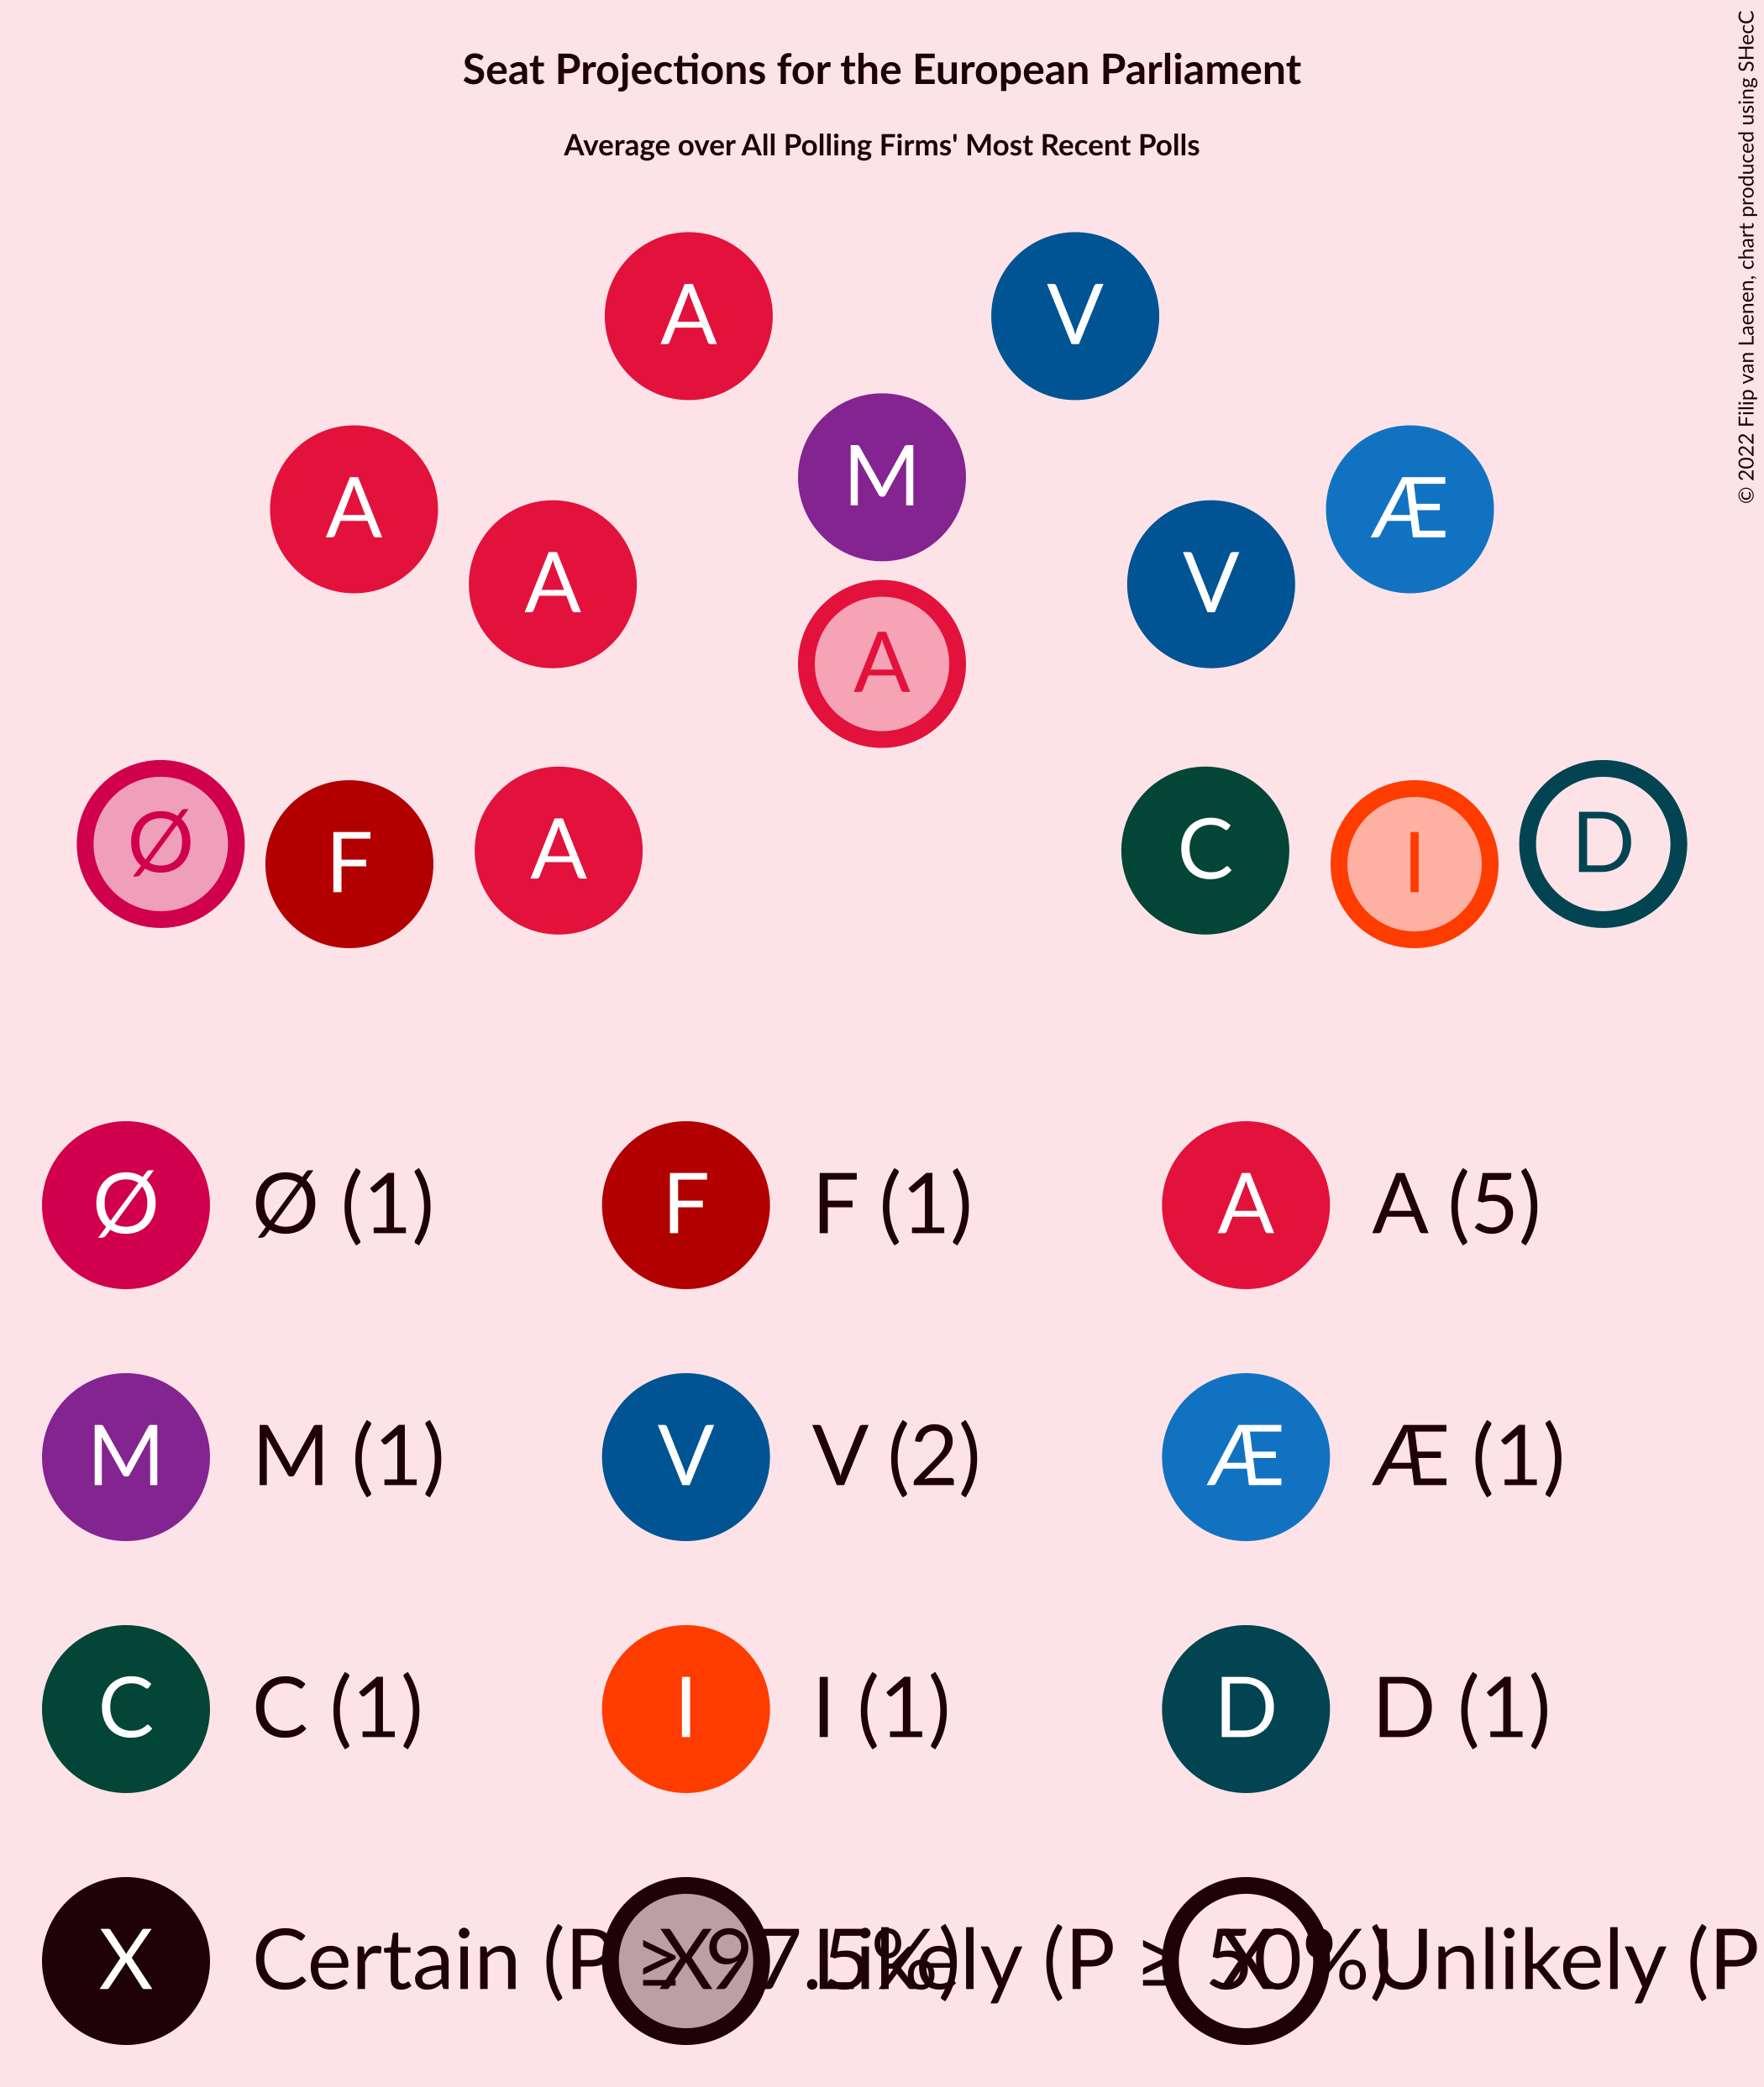 Seat Projections for the European Parliament
Average over All Polling Firms' Most Recent Polls
© 2022 Filip van Laenen, chart produced using SHecC
A V
M
A Æ
A V
A
Ø D
F A C I
Ø Ø (1) F F (1) A A (5)
M M (1) V V (2) Æ Æ (1)
C C (1) I I (1) D D (1)
X Certain (P ≥ 97.5%) X Likely (P ≥ 50%) X Unlikely (P